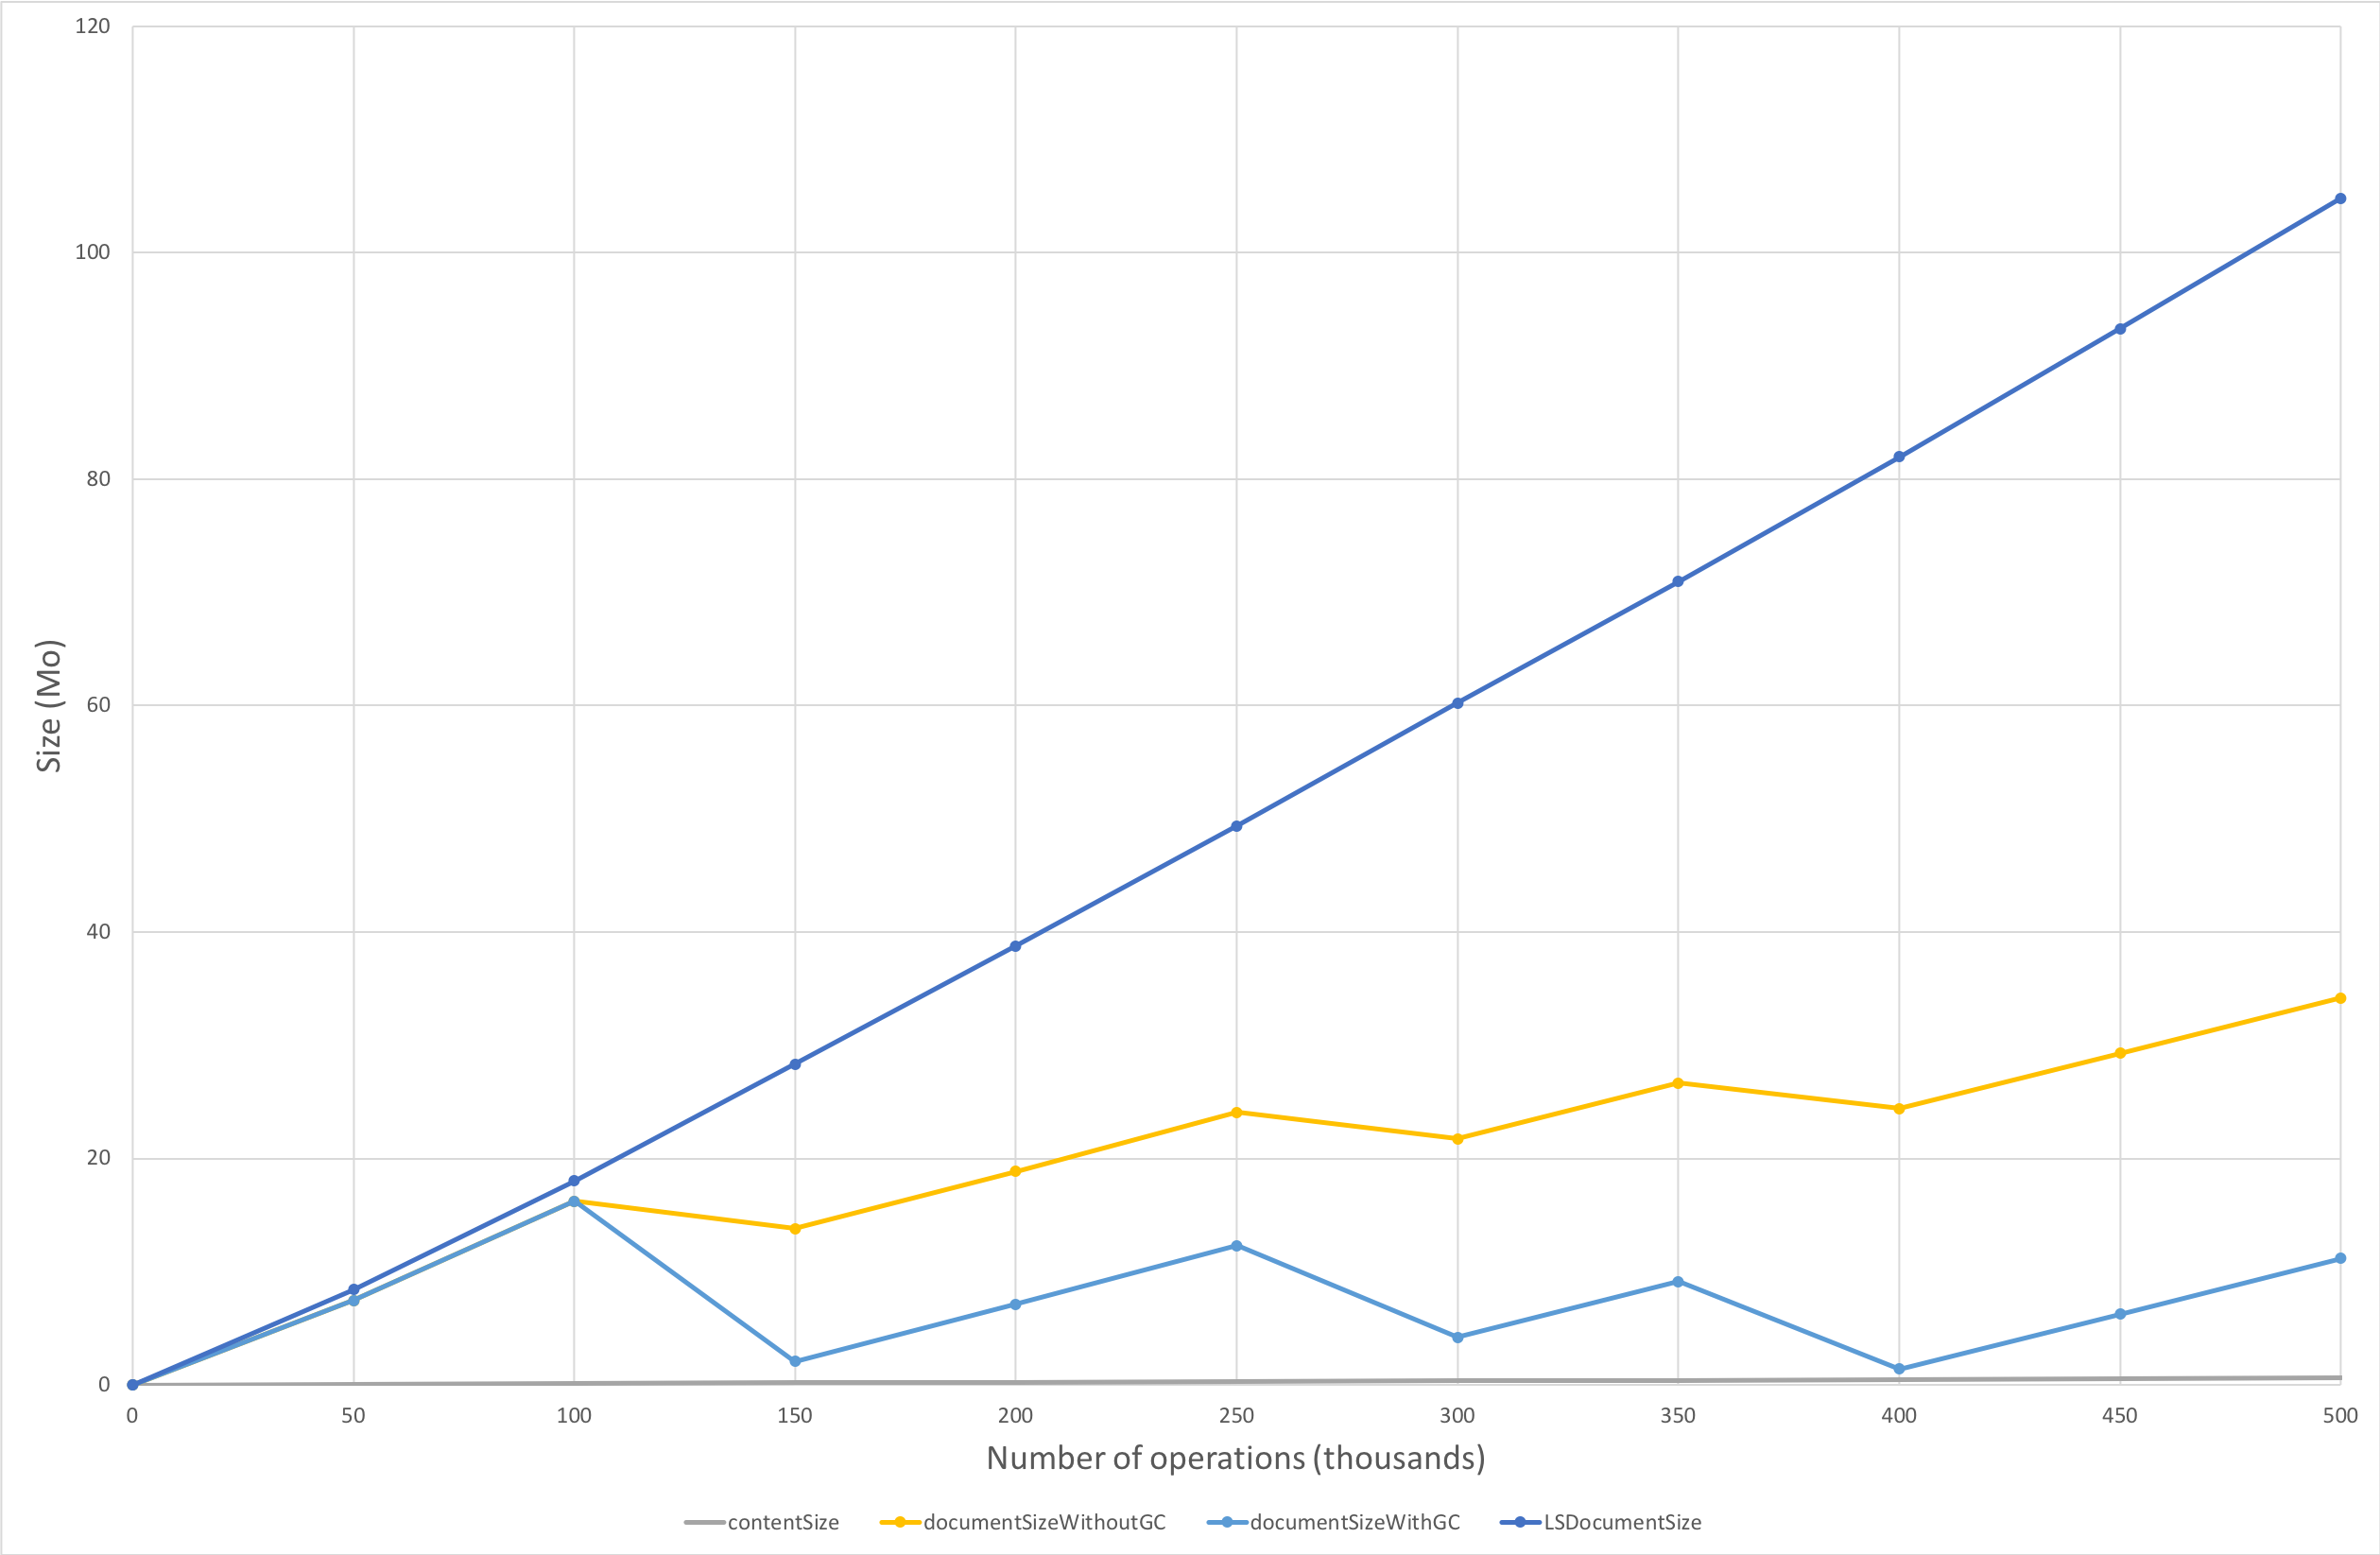 120
100
80
60
40
20
0
Size (Mo)
0 50 100 150 200 250 300 350 400 450 500
Number of operations (thousands)
contentSize documentSizeWithoutGC documentSizeWithGC LSDocumentSize